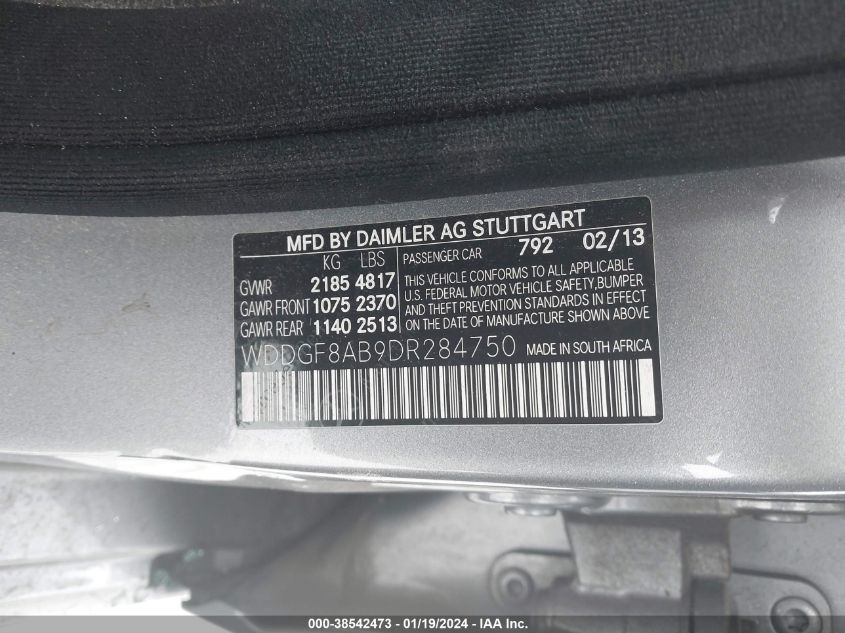 MFD BY DAIMLER AG STUTTGART
KG LBS PASSENGER CAR 792 02/13
GVWR 2185 4817
GAWR FRONT 1075 2370
GAWR REAR 1140 2513
THIS VEHICLE CONFORMS TO ALL APPLICABLE
U.S. FEDERAL MOTOR VEHICLE SAFETY, BUMPER
AND THEFT PREVENTION STANDARDS IN EFFECT
ON THE DATE OF MANUFACTURE SHOWN ABOVE
WDDGF8AB9DR284750 MADE IN SOUTH AFRICA
000-38542473 - 01/19/2024 - IAA Inc.